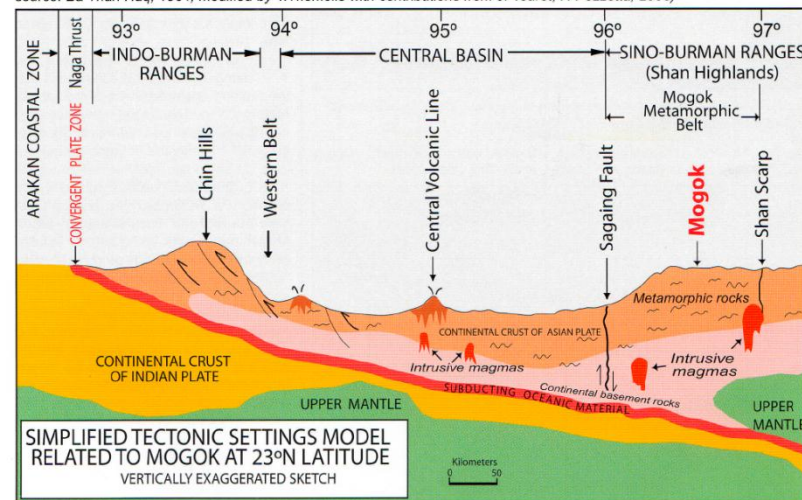 93°
94°
95°
96°
97°
ARAKAN COASTAL ZONE
Naga Thrust
CONVERGENT PLATE ZONE
INDO-BURMAN
RANGES
CENTRAL BASIN
SINO-BURMAN RANGES
(Shan Highlands)
Mogok
Metamorphic
Belt
Chin Hills
Western Belt
Central Volcanic Line
Sagaing Fault
Mogok
Shan Scarp
Metamorphic rocks
CONTINENTAL CRUST OF ASIAN PLATE
Intrusive magmas
Intrusive
magmas
CONTINENTAL CRUST
OF INDIAN PLATE
SUBDUCTING OCEANIC MATERIAL
Continental basement rocks
UPPER MANTLE
UPPER
MANTLE
SIMPLIFIED TECTONIC SETTINGS MODEL
RELATED TO MOGOK AT 23ºN LATITUDE
VERTICALLY EXAGGERATED SKETCH
Kilometers
0 50